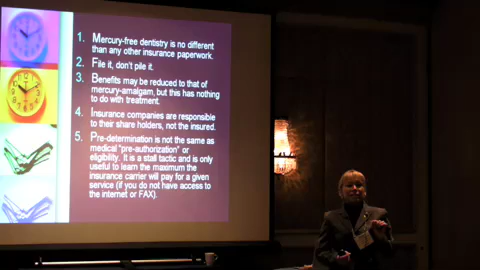 1. Mercury-free dentistry is no different
than any other insurance paperwork.
2. File it, don't pile it.
3. Benefits may be reduced to that of
mercury-amalgam, but this has nothing
to do with treatment.
4. Insurance companies are responsible
to their share holders, not the insured.
5. Pre-determination is not the same as
medical "pre-authorization" or
eligibility. It is a stall tactic and is only
useful to learn the maximum the
insurance carrier will pay for a given
service (if you do not have access to
the internet or FAX).